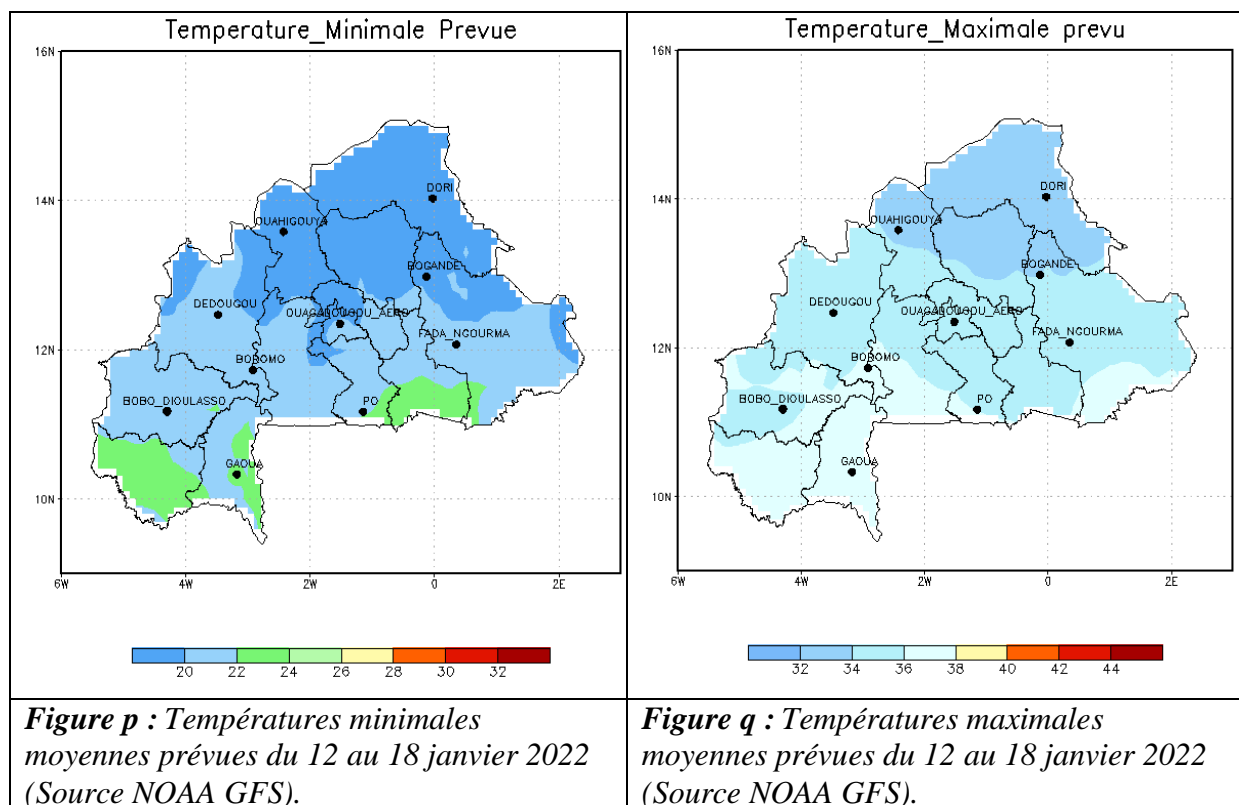 Temperature_Minimale Prevue
16N
14N
12N
10N
6W 4W 2W 0 2E
DORI
OUAHIGOUYA
BOGANDE
DEDOUGOU
OUAGADOUGOU_AERO
FADA_NGOURMA
BOROMO
BOBO_DIOULASSO
PO
GAOUA
20 22 24 26 28 30 32
Figure p : Températures minimales
moyennes prévues du 12 au 18 janvier 2022
(Source NOAA GFS).
Temperature_Maximale prevu
16N
14N
12N
10N
6W 4W 2W 0 2E
DORI
OUAHIGOUYA
BOGANDE
DEDOUGOU
OUAGADOUGOU_AERO
FADA_NGOURMA
BOROMO
BOBO_DIOULASSO
PO
GAOUA
32 34 36 38 40 42 44
Figure q : Températures maximales
moyennes prévues du 12 au 18 janvier 2022
(Source NOAA GFS).